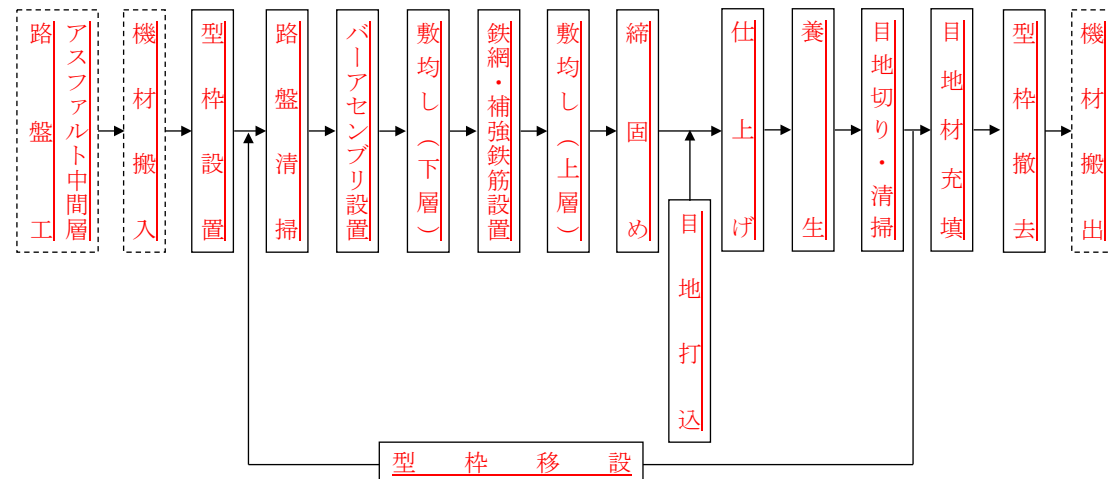 路盤工
アスファルト中間層
機材搬入
型枠設置
路盤清掃
バーアセンブリ設置
敷均し（下層）
鉄網・補強鉄筋設置
敷均し（上層）
締固め
目地打込
仕上げ
養生
目地切り・清掃
目地材充填
型枠撤去
機材搬出
型枠移設